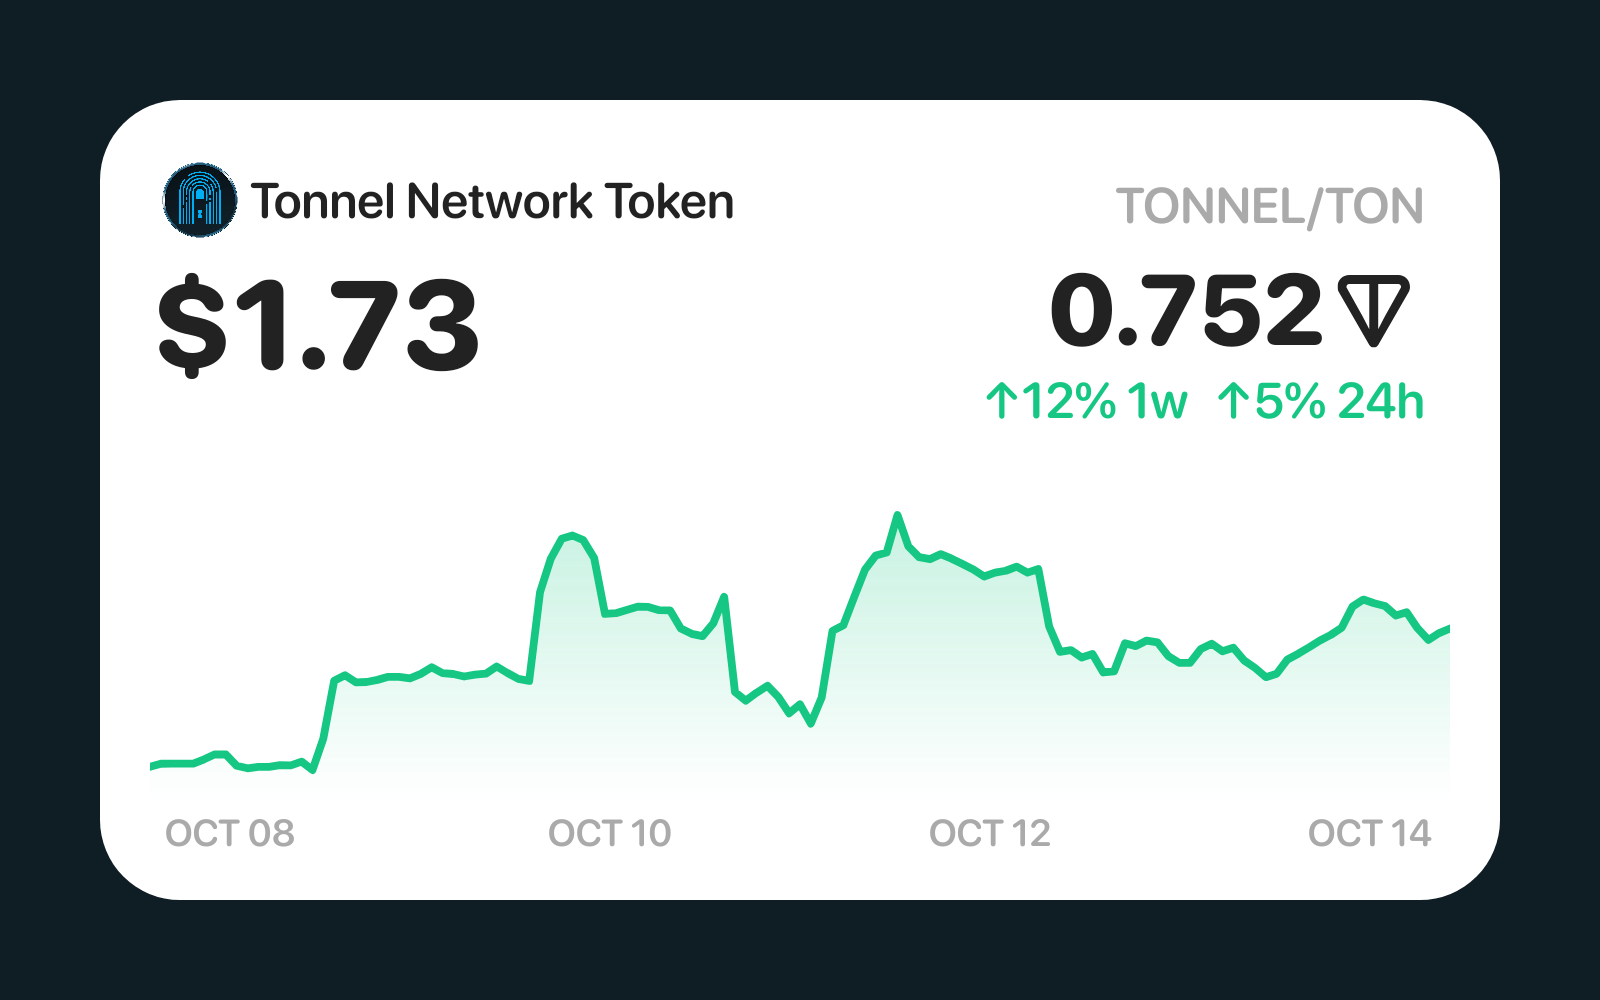 Tonnel Network Token
TONNEL/TON
$1.73
0.752
↑12% 1w ↑5% 24h
OCT 08 OCT 10 OCT 12 OCT 14